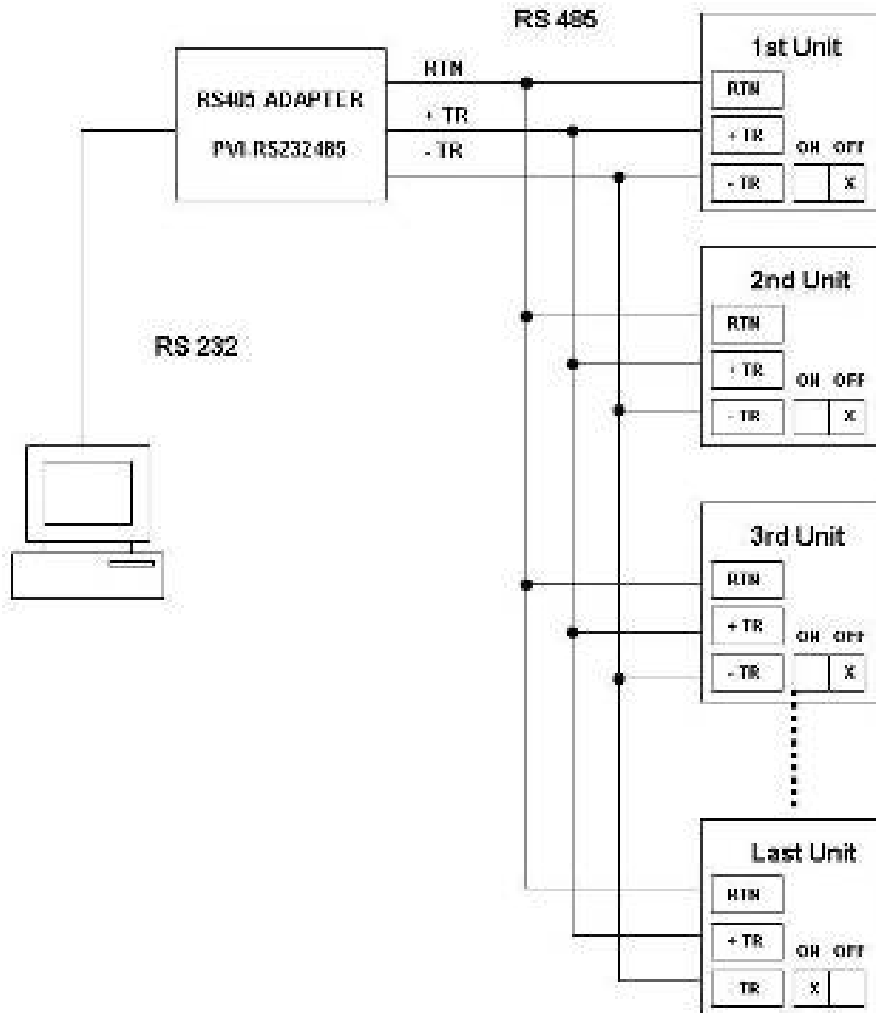 RS 485
RS485 ADAPTER
PVI-RS232485
RTN
+ TR
- TR
RS 232
1st Unit
RTN
+ TR
ON OFF
- TR
X
2nd Unit
RTN
+ TR
ON OFF
- TR
X
3rd Unit
RTN
+ TR
ON OFF
- TR
X
Last Unit
RTN
+ TR
ON OFF
TR
X